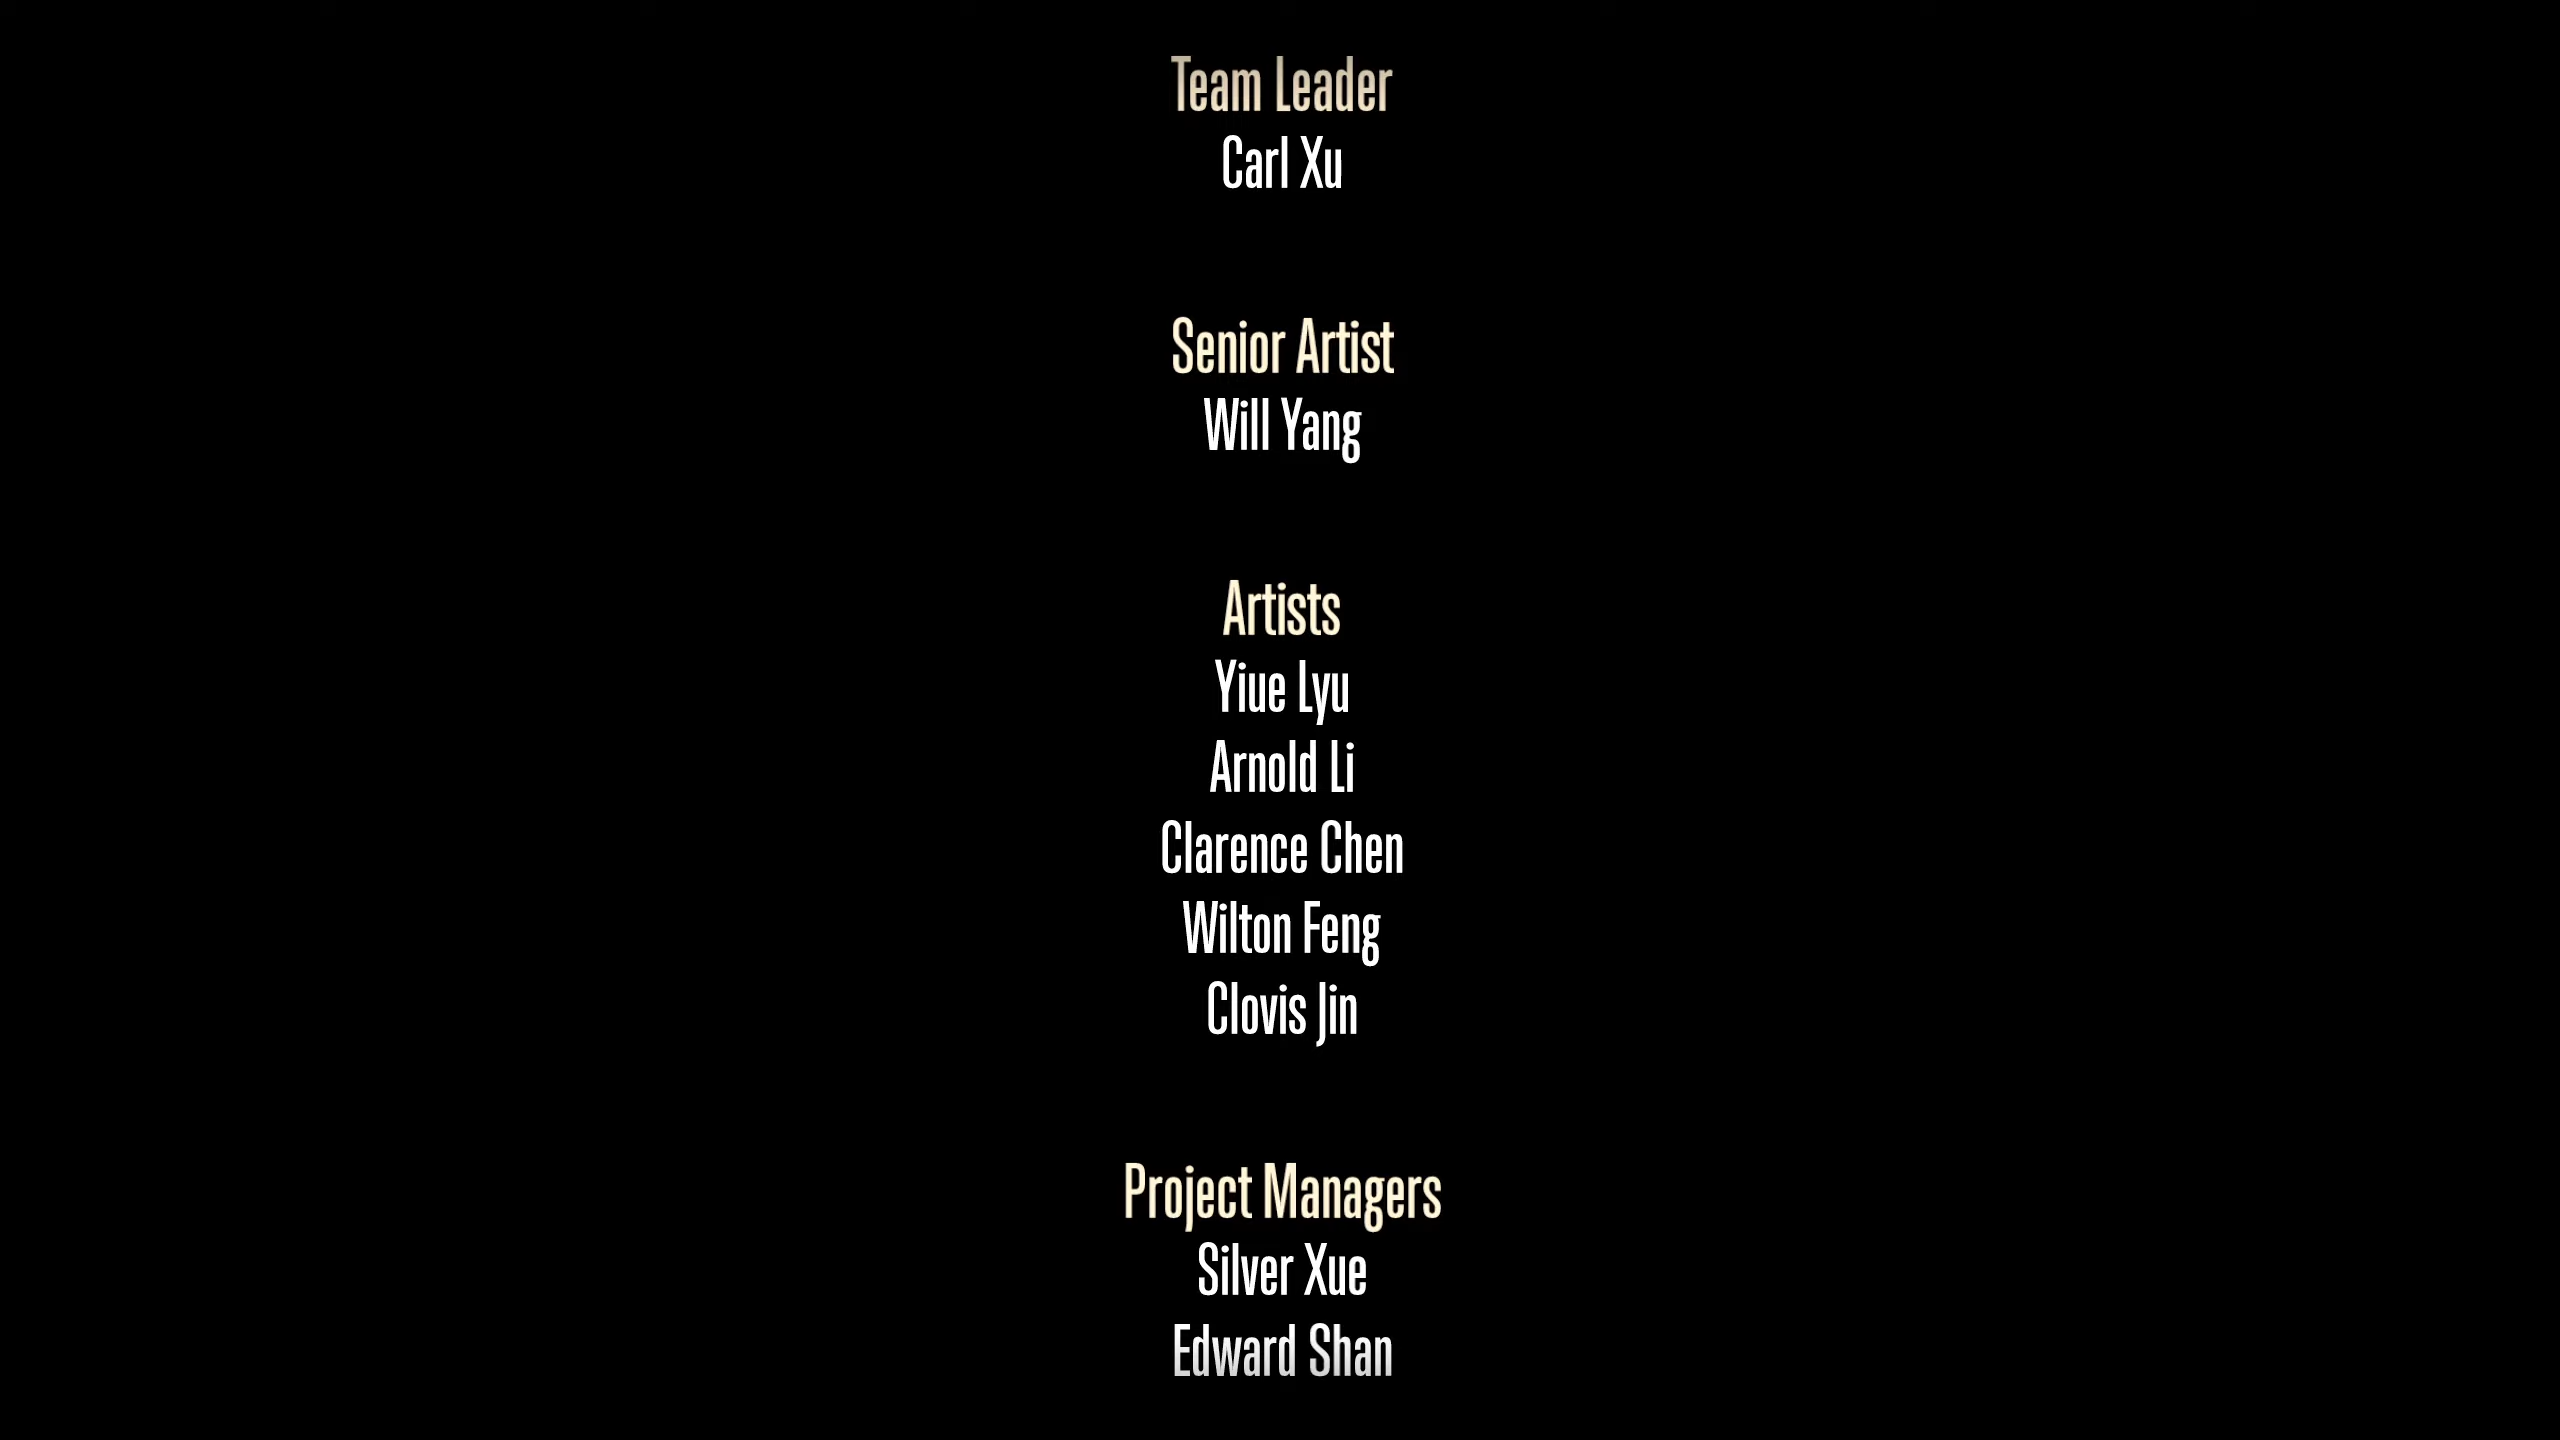 Team Leader
Carl Xu
Senior Artist
Will Yang
Artists
Yiue Lyu
Arnold Li
Clarence Chen
Wilton Feng
Clovis Jin
Project Managers
Silver Xue
Edward Shan